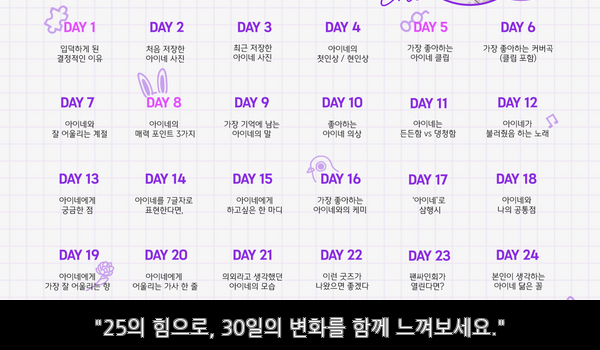 DAY 1 DAY 2 DAY 3 DAY 4 DAY 5 DAY 6
입덕하게 된 처음 저장한 최근 저장한 아이네의 가장 좋아하는 가장 좋아하는 커버곡
결정적인 이유 아이네 사진 아이네 사진 첫인상 / 현인상 아이네 클립 (클립 포함)
DAY 7 DAY 8 DAY 9 DAY 10 DAY 11 DAY 12
아이네와 아이네의 가장 기억에 남는 좋아하는 아이네는 아이네가
잘 어울리는 계절 매력 포인트 3가지 아이네의 말 아이네 의상 든든함 vs 댕청함 불러줬음 하는 노래
DAY 13 DAY 14 DAY 15 DAY 16 DAY 17 DAY 18
아이네에게 아이네를 7글자로 아이네에게 가장 좋아하는 '아이네'로 아이네와
궁금한 점 표현한다면, 하고싶은 한 마디 아이네와의 케미 삼행시 나의 공통점
DAY 19 DAY 20 DAY 21 DAY 22 DAY 23 DAY 24
아이네에게 아이네에게 의외라고 생각했던 이런 굿즈가 팬싸인회가 본인이 생각하는
가장 잘 어울리는 향 어울리는 가사 한 줄 아이네의 모습 나왔으면 좋겠다 열린다면? 아이네 닮은 꼴
"25의 힘으로, 30일의 변화를 함께 느껴보세요."